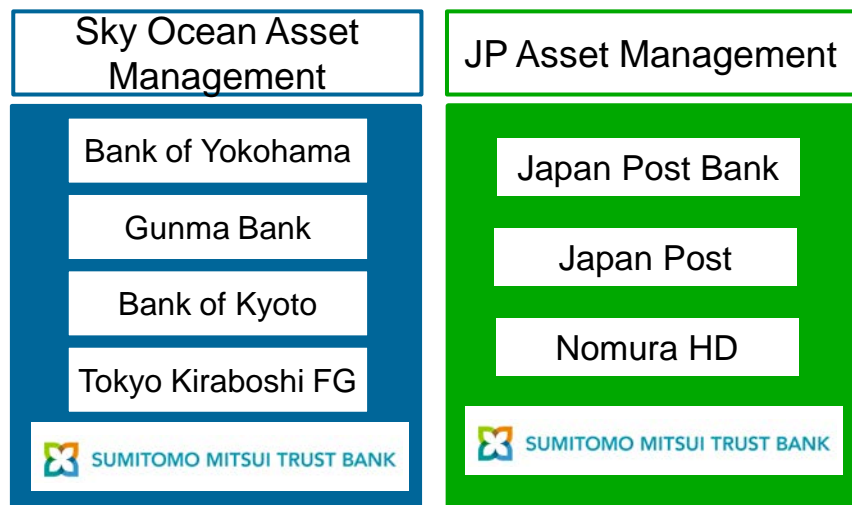 Sky Ocean Asset
Management
Bank of Yokohama
Gunma Bank
Bank of Kyoto
Tokyo Kiraboshi FG
SUMITOMO MITSUI TRUST BANK
JP Asset Management
Japan Post Bank
Japan Post
Nomura HD
SUMITOMO MITSUI TRUST BANK